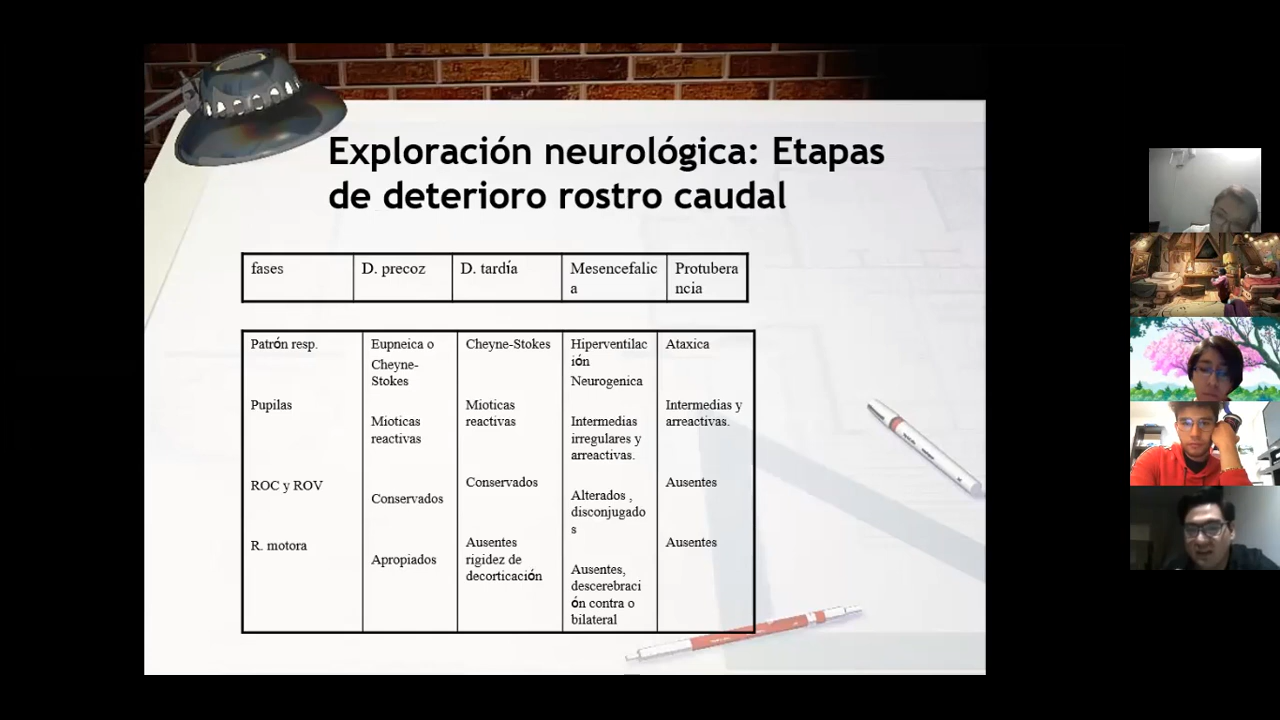 Exploración neurológica: Etapas
de deterioro rostro caudal
fases
D. precoz
D. tardía
Mesencefalic
a
Protubera
ncia
Patrón resp.
Eupneica o
Cheyne-
Stokes
Cheyne-Stokes
Hiperventilac
ión
Neurogenica
Ataxica
Pupilas
Mioticas
reactivas
Mioticas
reactivas
Intermedias
irregulares y
arreactivas.
Intermedias y
arreactivas.
ROC y ROV
Conservados
Conservados
Alterados ,
disconjugado
s
Ausentes
R. motora
Apropiados
Ausentes
rigidez de
decorticación
Ausentes,
descerebraci
ón contra o
bilateral
Ausentes